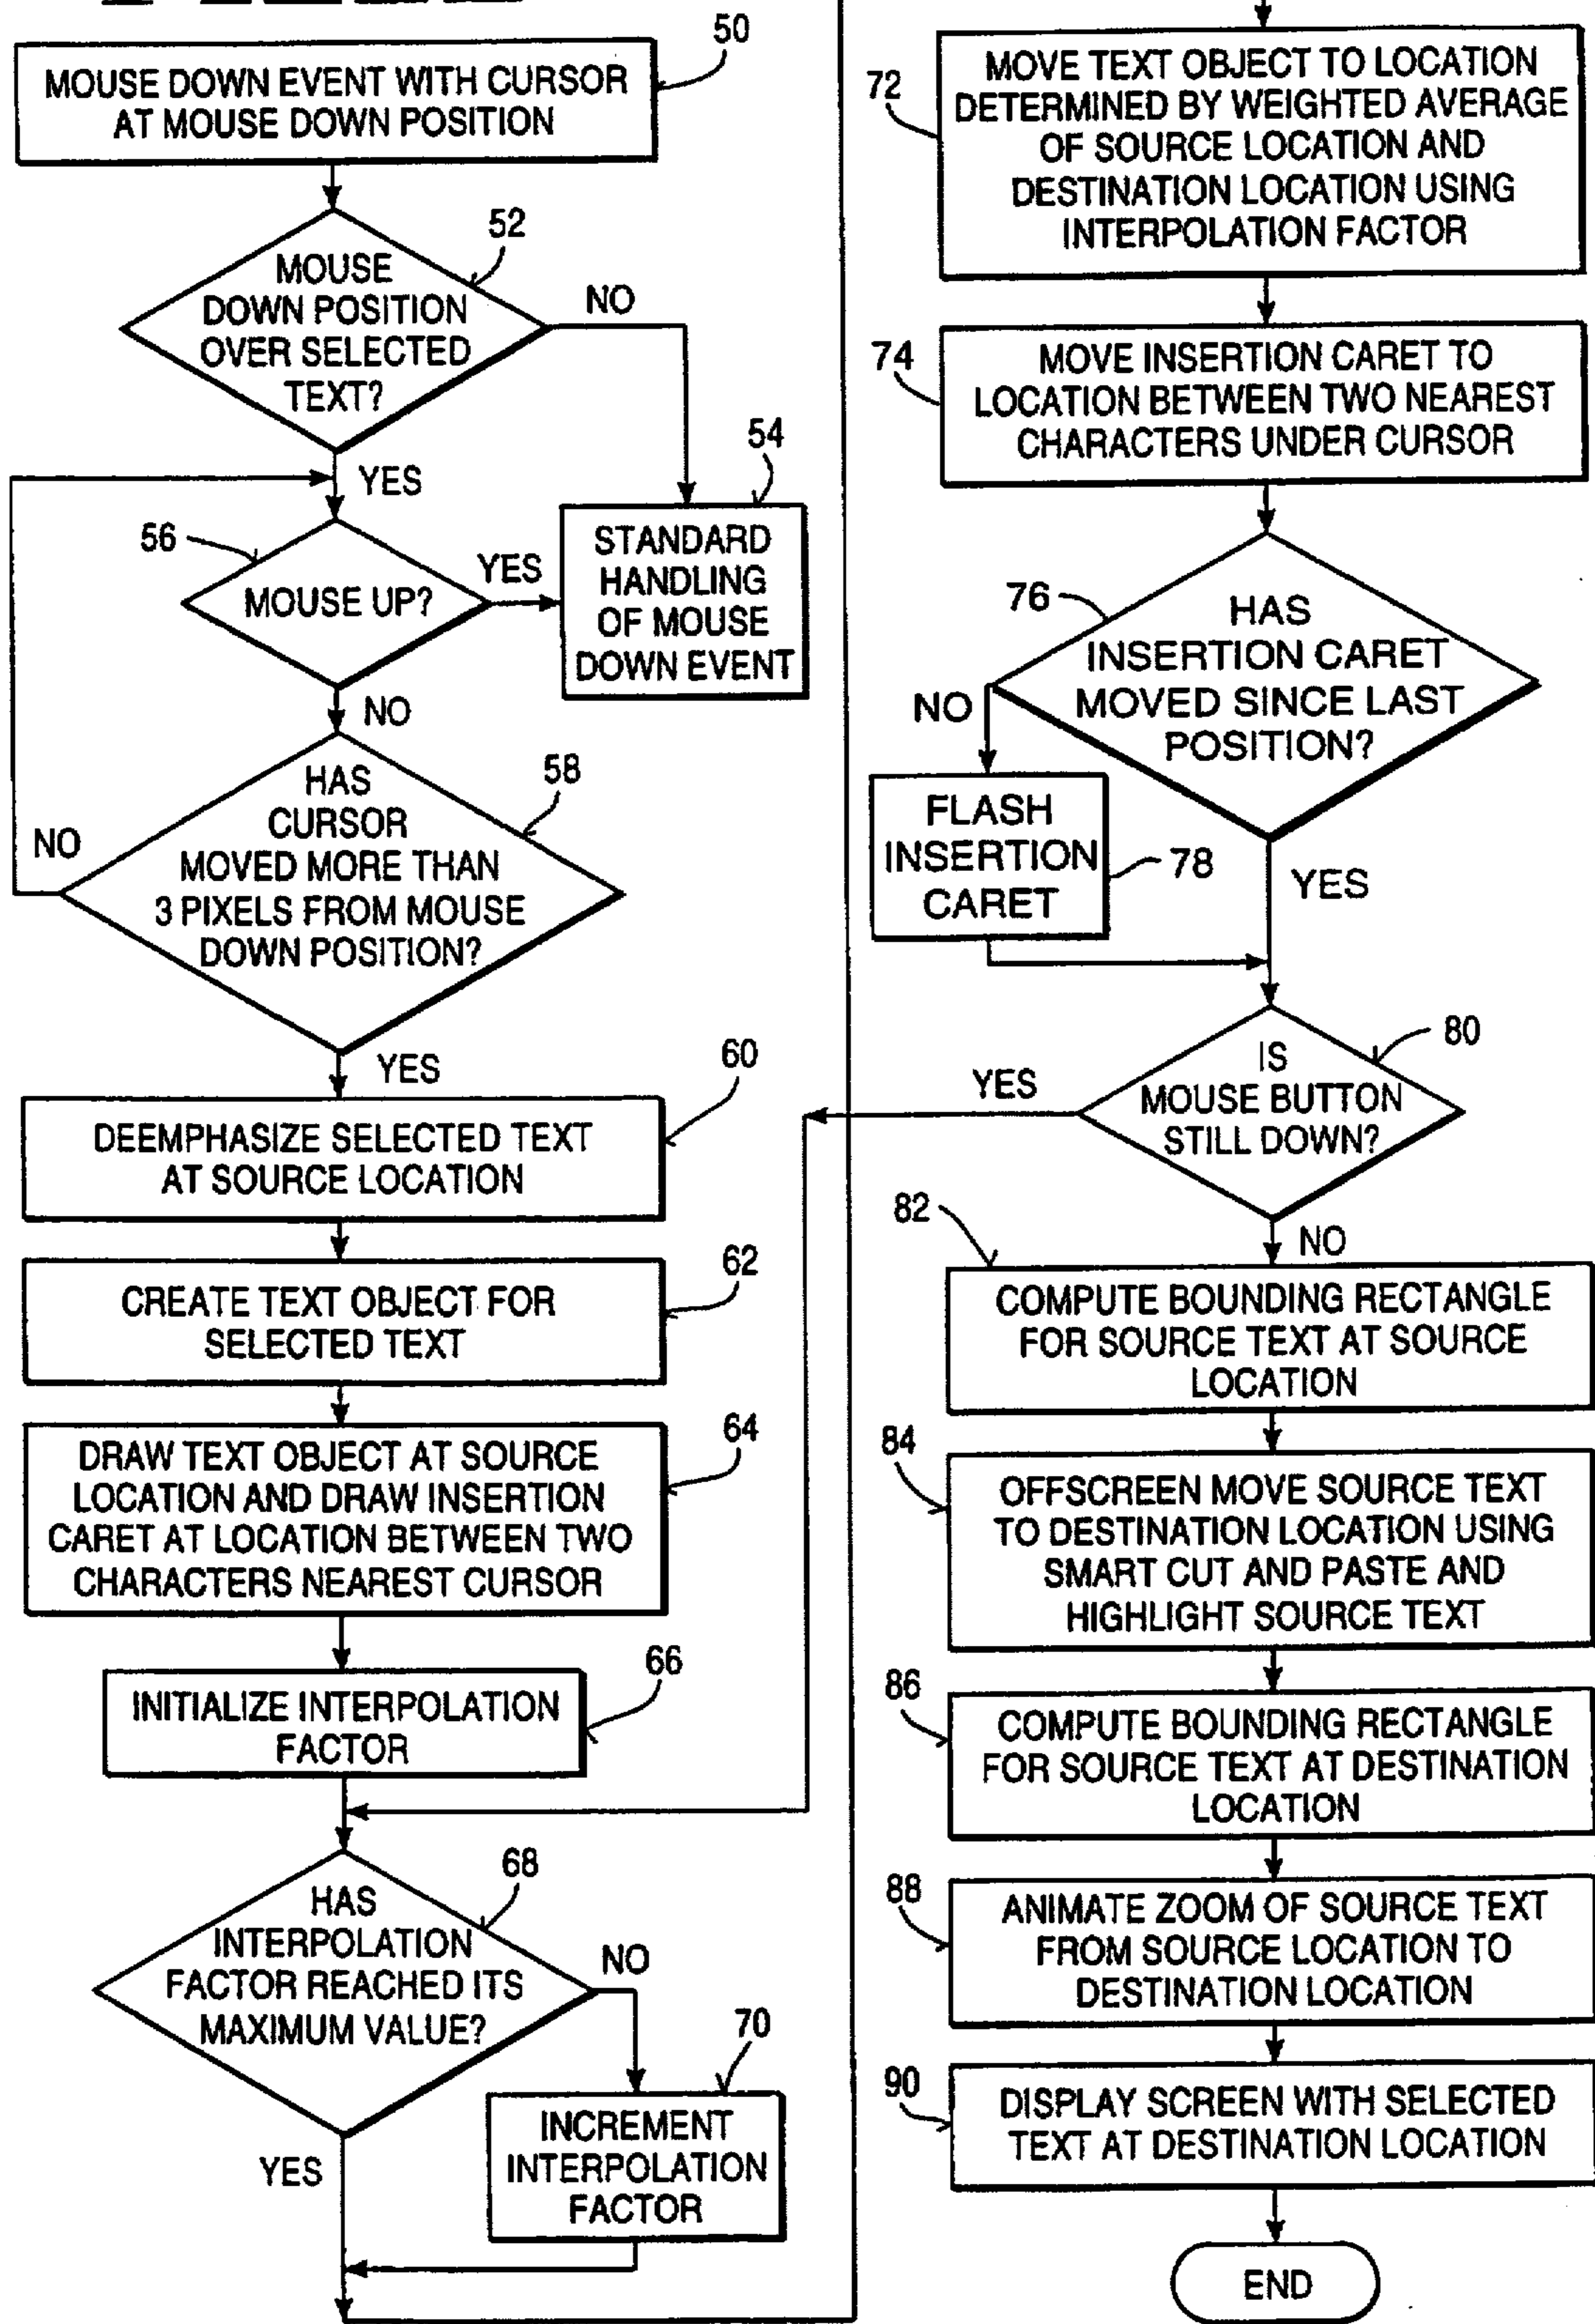 50
MOUSE DOWN EVENT WITH CURSOR
AT MOUSE DOWN POSITION
52
MOUSE
DOWN POSITION
OVER SELECTED
TEXT?
NO
YES
54
STANDARD
HANDLING
OF MOUSE
DOWN EVENT
56
MOUSE UP?
YES
NO
58
HAS
CURSOR
MOVED MORE THAN
3 PIXELS FROM MOUSE
DOWN POSITION?
NO
YES
60
DEEMPHASIZE SELECTED TEXT
AT SOURCE LOCATION
62
CREATE TEXT OBJECT FOR
SELECTED TEXT
64
DRAW TEXT OBJECT AT SOURCE
LOCATION AND DRAW INSERTION
CARET AT LOCATION BETWEEN TWO
CHARACTERS NEAREST CURSOR
66
INITIALIZE INTERPOLATION
FACTOR
68
HAS
INTERPOLATION
FACTOR REACHED ITS
MAXIMUM VALUE?
NO
YES
70
INCREMENT
INTERPOLATION
FACTOR
72
MOVE TEXT OBJECT TO LOCATION
DETERMINED BY WEIGHTED AVERAGE
OF SOURCE LOCATION AND
DESTINATION LOCATION USING
INTERPOLATION FACTOR
74
MOVE INSERTION CARET TO
LOCATION BETWEEN TWO NEAREST
CHARACTERS UNDER CURSOR
76
HAS
INSERTION CARET
MOVED SINCE LAST
POSITION?
NO
YES
FLASH
INSERTION
CARET
78
80
IS
MOUSE BUTTON
STILL DOWN?
YES
NO
82
COMPUTE BOUNDING RECTANGLE
FOR SOURCE TEXT AT SOURCE
LOCATION
84
OFFSCREEN MOVE SOURCE TEXT
TO DESTINATION LOCATION USING
SMART CUT AND PASTE AND
HIGHLIGHT SOURCE TEXT
86
COMPUTE BOUNDING RECTANGLE
FOR SOURCE TEXT AT DESTINATION
LOCATION
88
ANIMATE ZOOM OF SOURCE TEXT
FROM SOURCE LOCATION TO
DESTINATION LOCATION
90
DISPLAY SCREEN WITH SELECTED
TEXT AT DESTINATION LOCATION
END